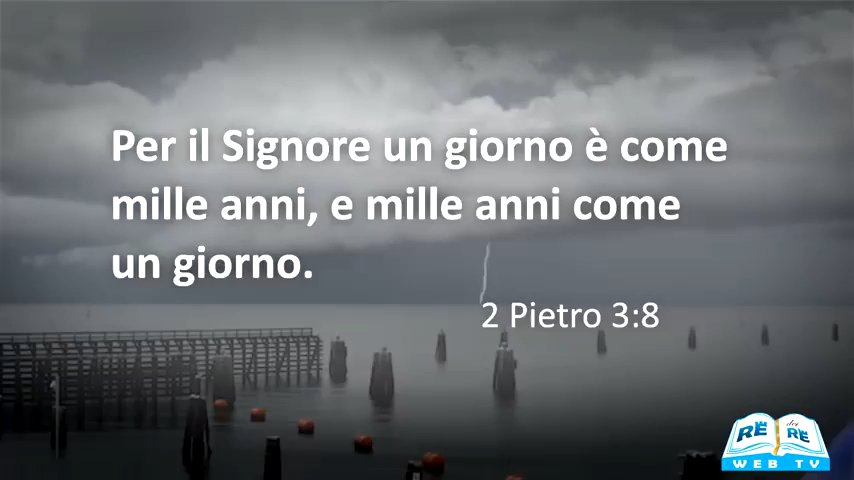 Per il Signore un giorno è come
mille anni, e mille anni come
un giorno.
2 Pietro 3:8
RE dei RE
WEB TV